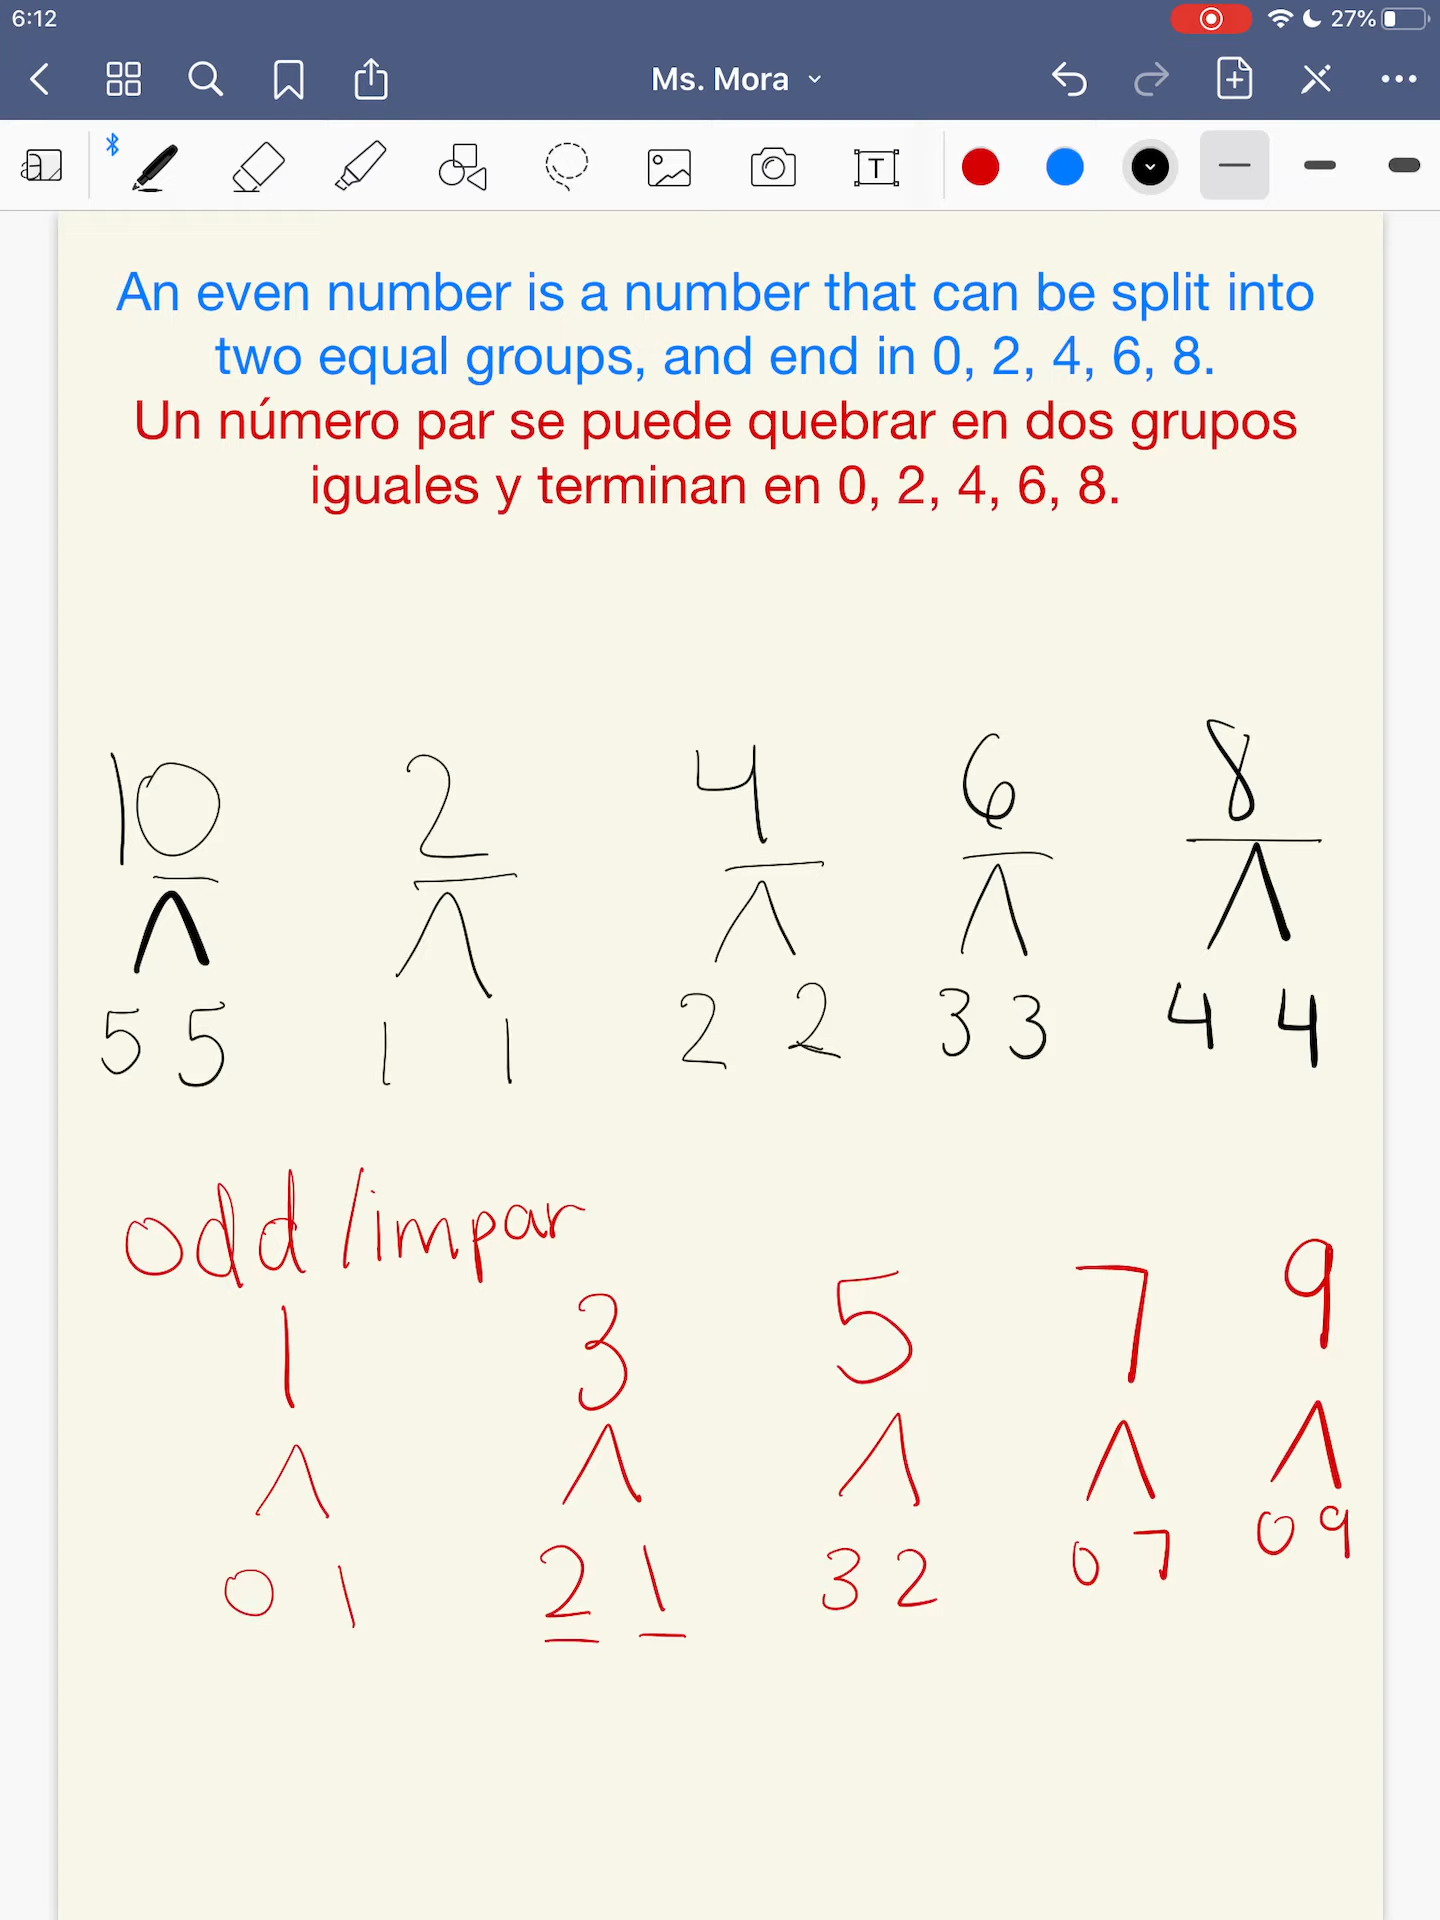 6:12
27%
Ms. Mora
T
An even number is a number that can be split into
two equal groups, and end in 0, 2, 4, 6, 8.
Un número par se puede quebrar en dos grupos
iguales y terminan en 0, 2, 4, 6, 8.
10 2 4 6 8
5 5 1 1 2 2 3 3 4 4
odd/impar
1 3 5 7 9
0 1 2 1 3 2 0 7 0 9